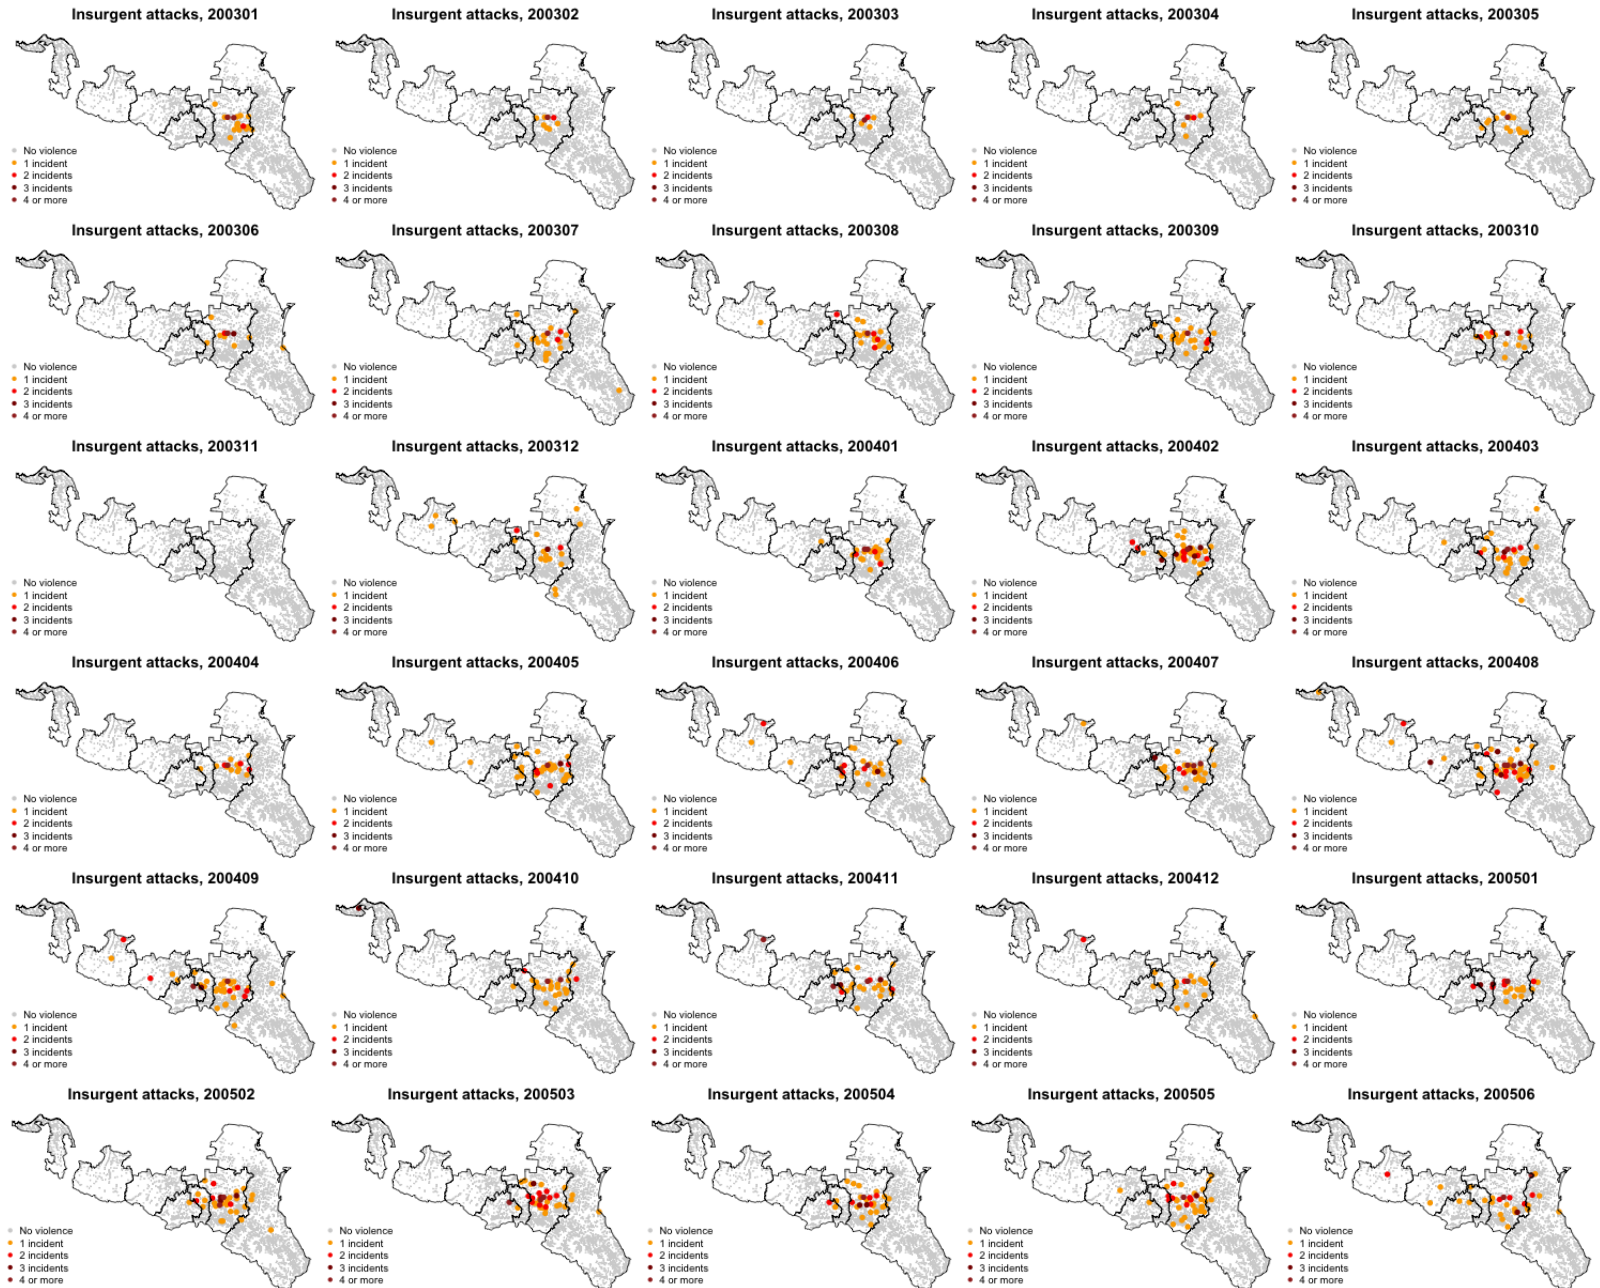 Insurgent attacks, 200301
No violence
1 incident
2 incidents
3 incidents
4 or more
Insurgent attacks, 200302
No violence
1 incident
2 incidents
3 incidents
4 or more
Insurgent attacks, 200303
No violence
1 incident
2 incidents
3 incidents
4 or more
Insurgent attacks, 200304
No violence
1 incident
2 incidents
3 incidents
4 or more
Insurgent attacks, 200305
No violence
1 incident
2 incidents
3 incidents
4 or more
Insurgent attacks, 200306
No violence
1 incident
2 incidents
3 incidents
4 or more
Insurgent attacks, 200307
No violence
1 incident
2 incidents
3 incidents
4 or more
Insurgent attacks, 200308
No violence
1 incident
2 incidents
3 incidents
4 or more
Insurgent attacks, 200309
No violence
1 incident
2 incidents
3 incidents
4 or more
Insurgent attacks, 200310
No violence
1 incident
2 incidents
3 incidents
4 or more
Insurgent attacks, 200311
No violence
1 incident
2 incidents
3 incidents
4 or more
Insurgent attacks, 200312
No violence
1 incident
2 incidents
3 incidents
4 or more
Insurgent attacks, 200401
No violence
1 incident
2 incidents
3 incidents
4 or more
Insurgent attacks, 200402
No violence
1 incident
2 incidents
3 incidents
4 or more
Insurgent attacks, 200403
No violence
1 incident
2 incidents
3 incidents
4 or more
Insurgent attacks, 200404
No violence
1 incident
2 incidents
3 incidents
4 or more
Insurgent attacks, 200405
No violence
1 incident
2 incidents
3 incidents
4 or more
Insurgent attacks, 200406
No violence
1 incident
2 incidents
3 incidents
4 or more
Insurgent attacks, 200407
No violence
1 incident
2 incidents
3 incidents
4 or more
Insurgent attacks, 200408
No violence
1 incident
2 incidents
3 incidents
4 or more
Insurgent attacks, 200409
No violence
1 incident
2 incidents
3 incidents
4 or more
Insurgent attacks, 200410
No violence
1 incident
2 incidents
3 incidents
4 or more
Insurgent attacks, 200411
No violence
1 incident
2 incidents
3 incidents
4 or more
Insurgent attacks, 200412
No violence
1 incident
2 incidents
3 incidents
4 or more
Insurgent attacks, 200501
No violence
1 incident
2 incidents
3 incidents
4 or more
Insurgent attacks, 200502
No violence
1 incident
2 incidents
3 incidents
4 or more
Insurgent attacks, 200503
No violence
1 incident
2 incidents
3 incidents
4 or more
Insurgent attacks, 200504
No violence
1 incident
2 incidents
3 incidents
4 or more
Insurgent attacks, 200505
No violence
1 incident
2 incidents
3 incidents
4 or more
Insurgent attacks, 200506
No violence
1 incident
2 incidents
3 incidents
4 or more